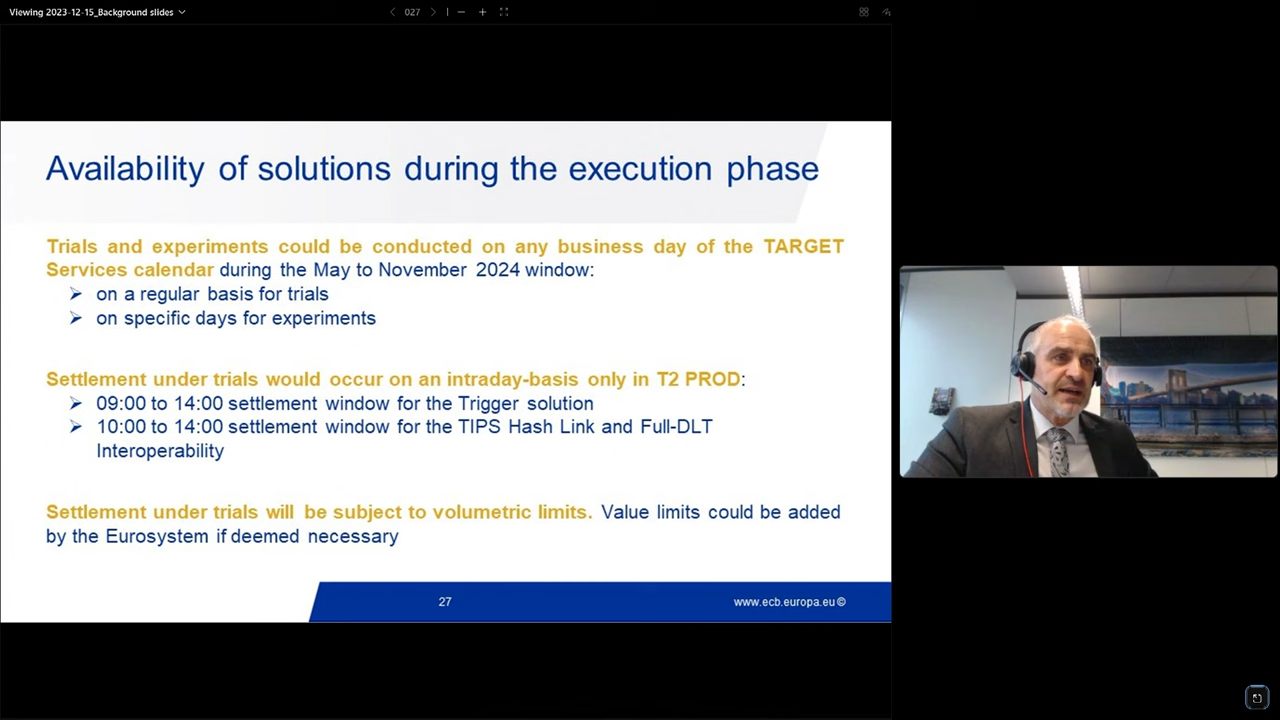 Viewing 2023-12-15_Background slides
027
Availability of solutions during the execution phase
Trials and experiments could be conducted on any business day of the TARGET
Services calendar during the May to November 2024 window:
➢ on a regular basis for trials
➢ on specific days for experiments
Settlement under trials would occur on an intraday-basis only in T2 PROD:
➢ 09:00 to 14:00 settlement window for the Trigger solution
➢ 10:00 to 14:00 settlement window for the TIPS Hash Link and Full-DLT
Interoperability
Settlement under trials will be subject to volumetric limits. Value limits could be added
by the Eurosystem if deemed necessary
27
www.ecb.europa.eu ©